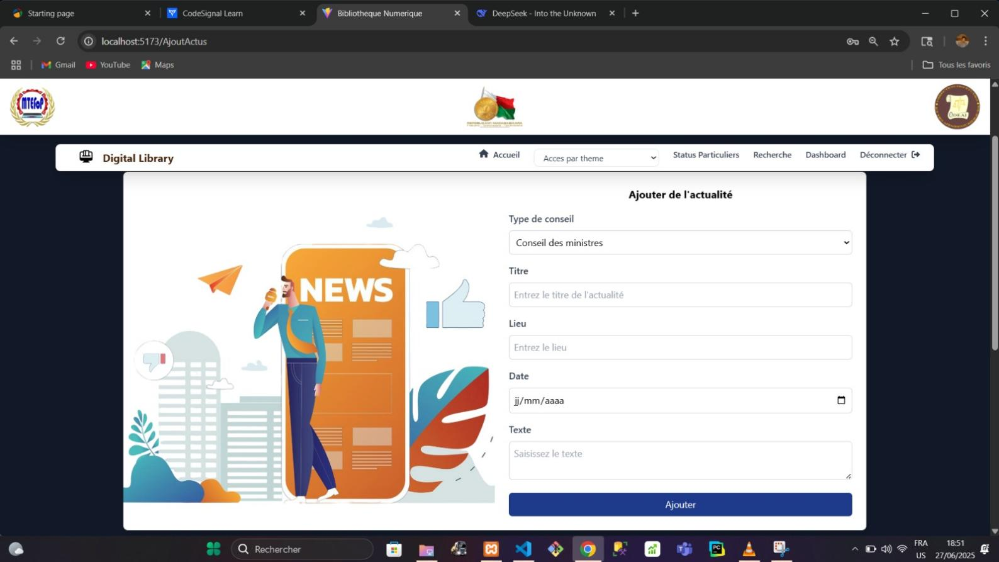 Starting page
CodeSignal Learn
Bibliotheque Numerique
DeepSeek - Into the Unknown
localhost:5173/AjoutActus
Gmail
YouTube
Maps
Tous les favoris
MTEFoP
Digital Library
Accueil
Acces par theme
Status Particuliers
Recherche
Dashboard
Déconnecter
Ajouter de l'actualité
Type de conseil
Conseil des ministres
Titre
Entrez le titre de l'actualité
Lieu
Entrez le lieu
Date
jj/mm/aaaa
Texte
Saisissez le texte
Ajouter
NEWS
Rechercher
PC
FRA
US
18:51
27/06/2025